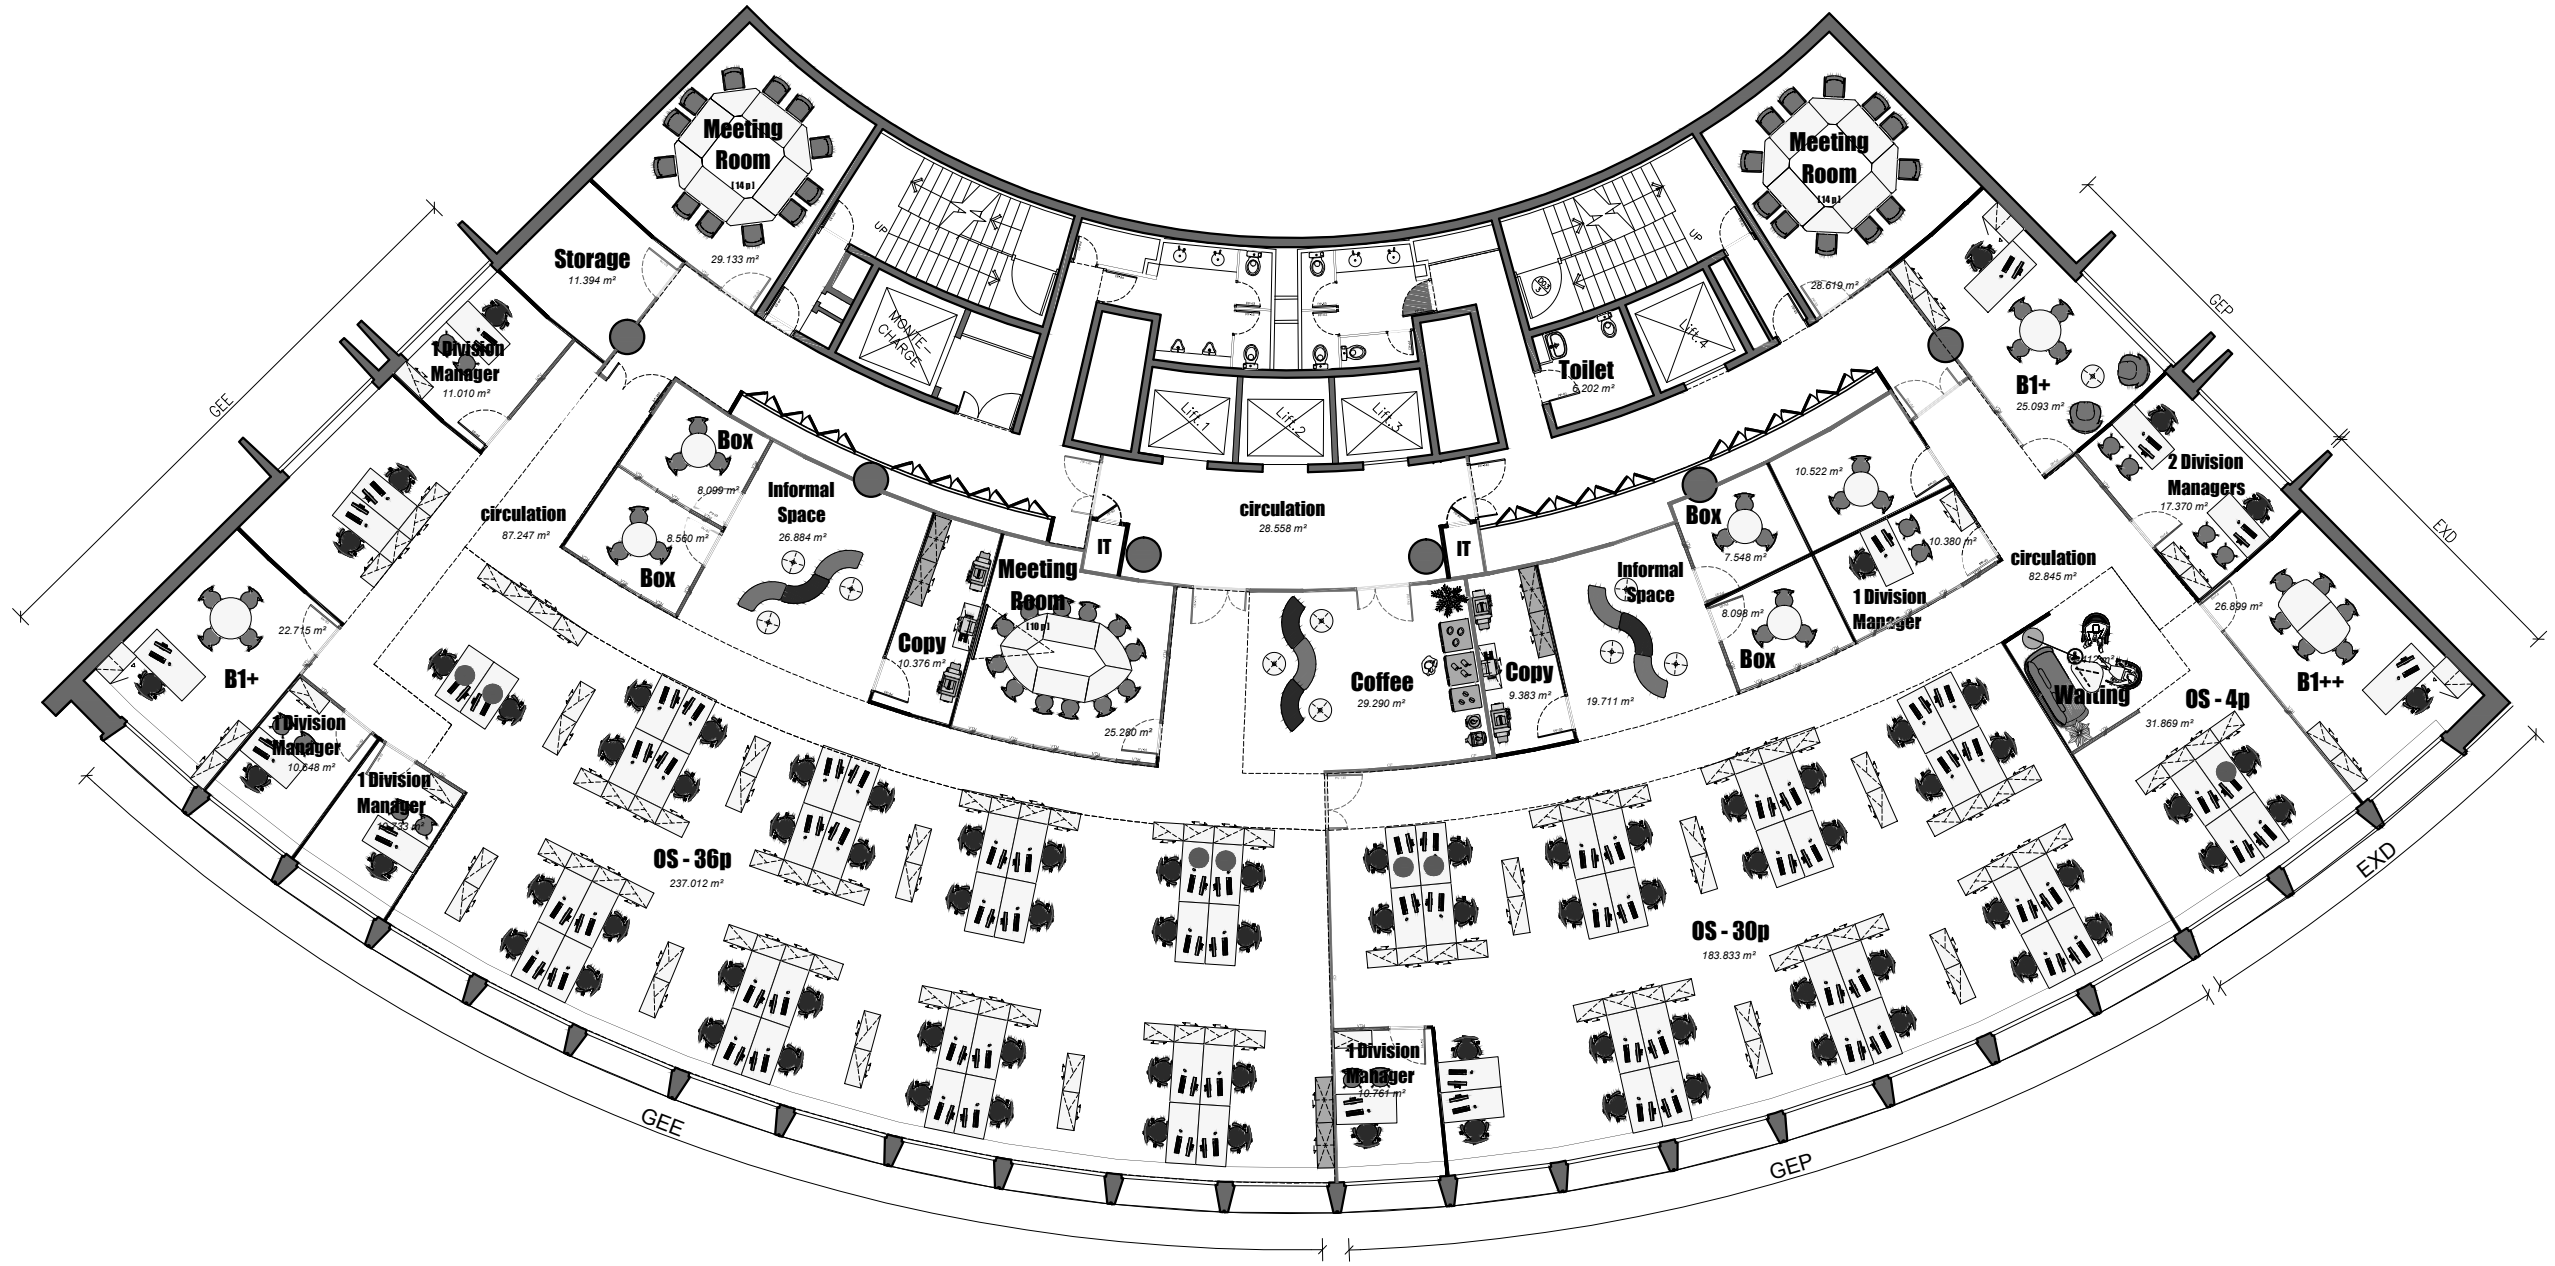 Meeting
Room
[ 14 p ]
29.133 m²
Storage
11.394 m²
UP
MONTE-
CHARGE
Lift.1
Lift.2
Lift.3
Toilet
6.202 m²
UP
Lift.4
Meeting
Room
[ 14 p ]
28.619 m²
GEP
B1+
25.093 m²
GEE
1 Division
Manager
11.010 m²
Box
8.099 m²
8.560 m²
Box
Informal
Space
26.884 m²
circulation
87.247 m²
IT
circulation
28.558 m²
IT
Box
7.548 m²
10.522 m²
10.380 m²
1 Division
Manager
8.098 m²
Box
2 Division
Managers
17.370 m²
EXD
circulation
82.845 m²
Meeting
Room
[ 10 p ]
25.280 m²
Copy
10.376 m²
Coffee
29.290 m²
Copy
9.383 m²
Informal
Space
19.711 m²
Waiting
OS - 4p
31.869 m²
26.899 m²
B1++
22.715 m²
B1+
1 Division
Manager
10.648 m²
1 Division
Manager
10.733 m²
OS - 36p
237.012 m²
OS - 30p
183.833 m²
1 Division
Manager
10.761 m²
EXD
GEE
GEP